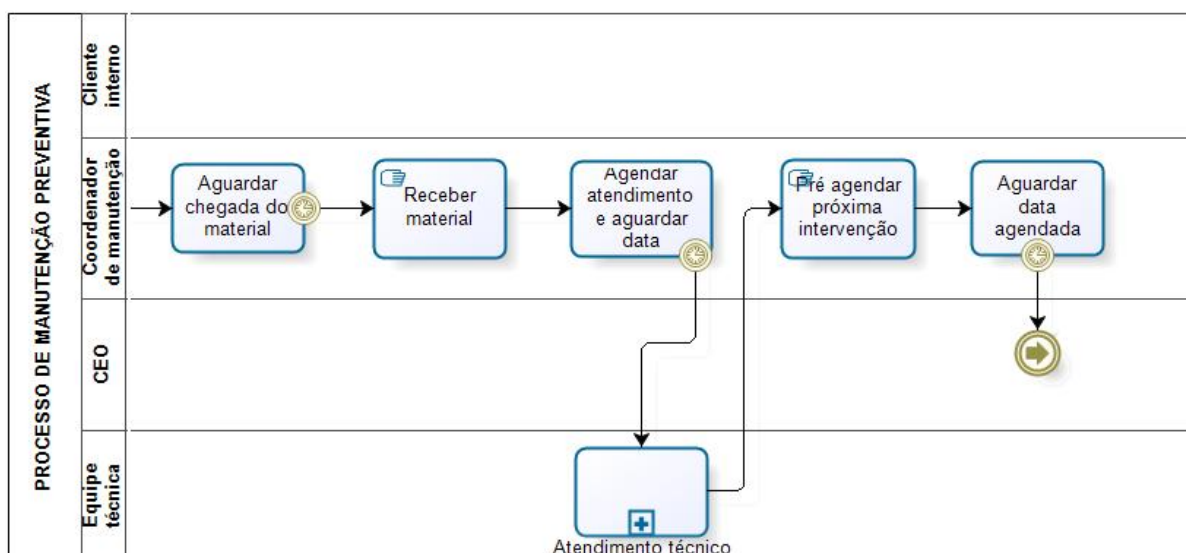 PROCESSO DE MANUTENÇÃO PREVENTIVA
Cliente
interno
Coordenador
de manutenção
Aguardar
chegada do
material
Receber
material
Agendar
atendimento
e aguardar
data
Pré agendar
próxima
intervenção
Aguardar
data
agendada
CEO
Equipe
técnica
Atendimento técnico